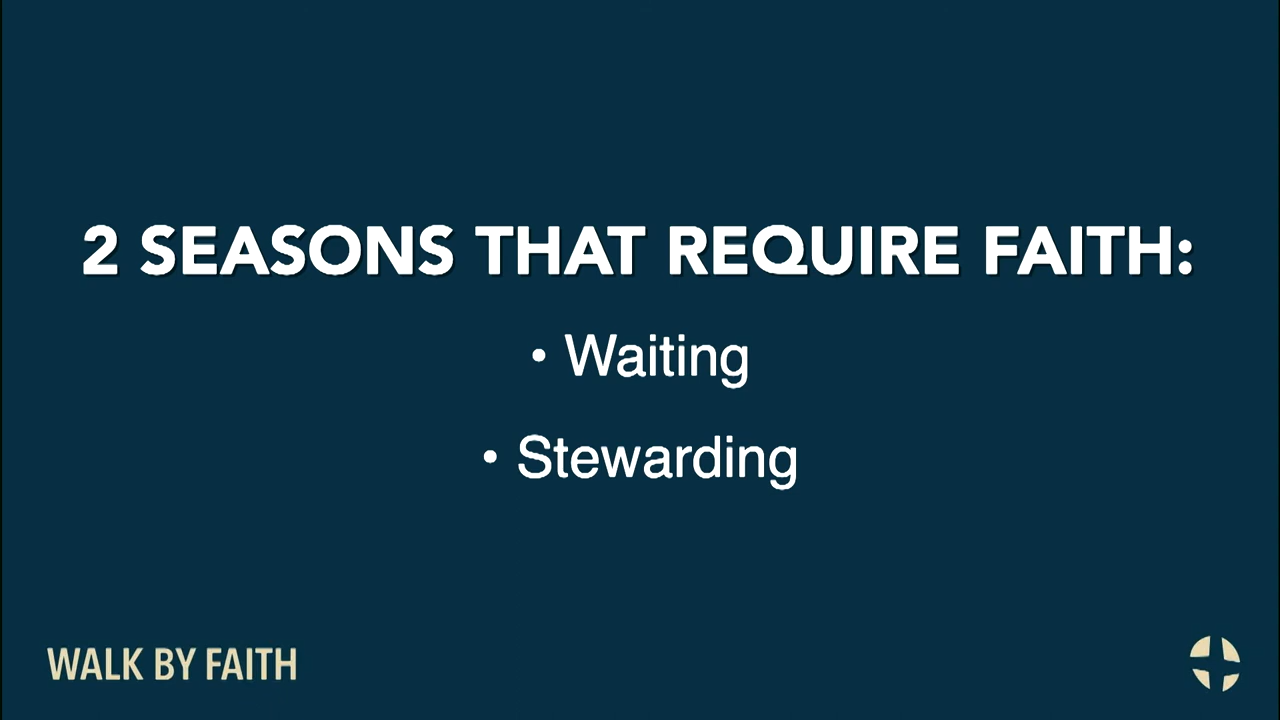 2 SEASONS THAT REQUIRE FAITH:
• Waiting
• Stewarding
WALK BY FAITH